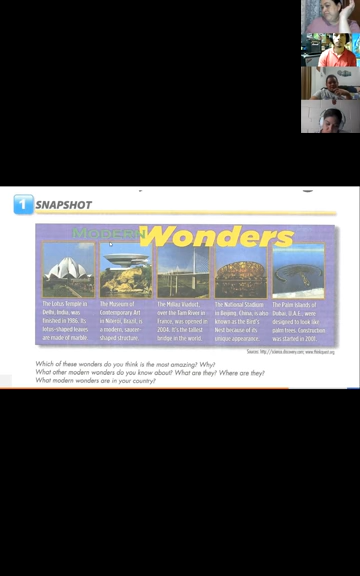 1 SNAPSHOT
MODERN Wonders
The Lotus Temple in
Delhi, India, was
finished in 1986. Its
lotus-shaped leaves
are made of marble.
The Museum of
Contemporary Art
in Niterói, Brazil, is
a modern, saucer-
shaped structure.
The Millau Viaduct,
over the Tarn River in
France, was opened in
2004. It's the tallest
bridge in the world.
The National Stadium
in Beijing, China, is also
known as the Bird's
Nest because of its
unique appearance.
The Palm Islands of
Dubai, U.A.E., were
designed to look like
palm trees. Construction
was started in 2001.
Which of these wonders do you think is the most amazing? Why?
What other modern wonders do you know about? What are they? Where are they?
What modern wonders are in your country?